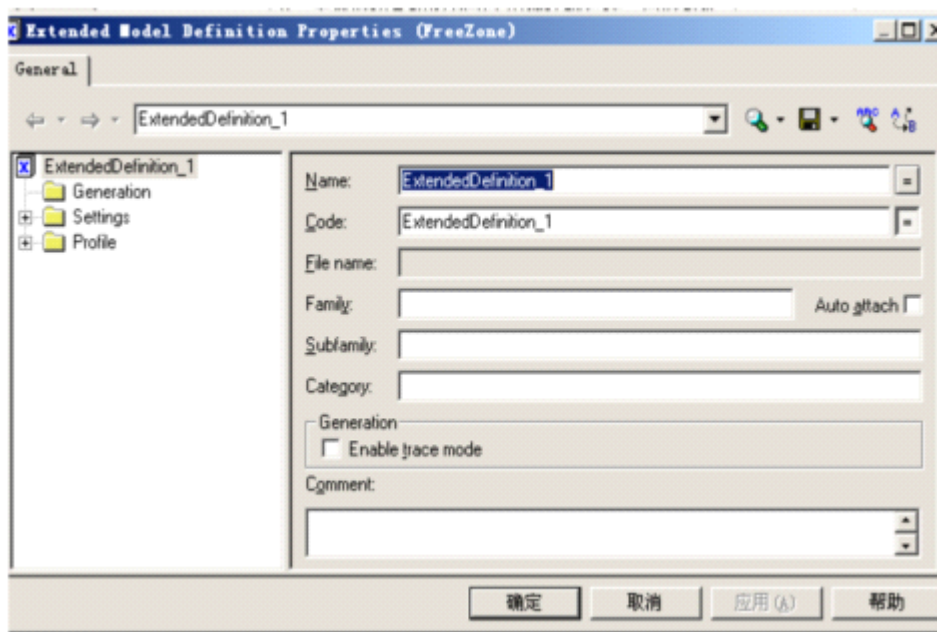 Extended Model Definition Properties (FreeZone)
General
ExtendedDefinition_1
ExtendedDefinition_1
Generation
Settings
Profile
Name: ExtendedDefinition_1 =
Code: ExtendedDefinition_1 =
File name:
Family: Auto attach
Subfamily:
Category:
Generation
Enable trace mode
Comment:
确定 取消 应用(A) 帮助